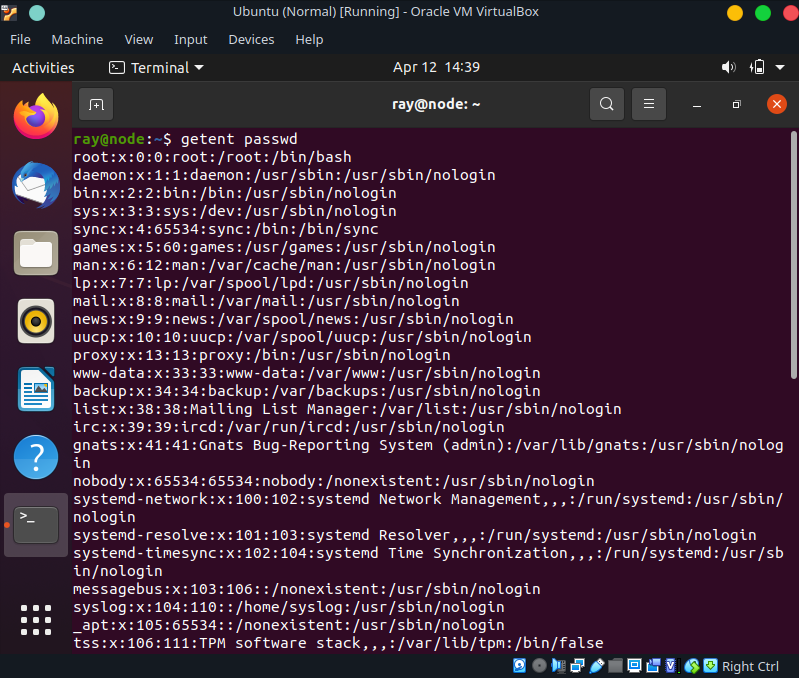 Ubuntu (Normal) [Running] - Oracle VM VirtualBox
File Machine View Input Devices Help
Activities Terminal Apr 12 14:39
ray@node: ~
ray@node:~$ getent passwd
root:x:0:0:root:/root:/bin/bash
daemon:x:1:1:daemon:/usr/sbin:/usr/sbin/nologin
bin:x:2:2:bin:/bin:/usr/sbin/nologin
sys:x:3:3:sys:/dev:/usr/sbin/nologin
sync:x:4:65534:sync:/bin:/bin/sync
games:x:5:60:games:/usr/games:/usr/sbin/nologin
man:x:6:12:man:/var/cache/man:/usr/sbin/nologin
lp:x:7:7:lp:/var/spool/lpd:/usr/sbin/nologin
mail:x:8:8:mail:/var/mail:/usr/sbin/nologin
news:x:9:9:news:/var/spool/news:/usr/sbin/nologin
uucp:x:10:10:uucp:/var/spool/uucp:/usr/sbin/nologin
proxy:x:13:13:proxy:/bin:/usr/sbin/nologin
www-data:x:33:33:www-data:/var/www:/usr/sbin/nologin
backup:x:34:34:backup:/var/backups:/usr/sbin/nologin
list:x:38:38:Mailing List Manager:/var/list:/usr/sbin/nologin
irc:x:39:39:ircd:/var/run/ircd:/usr/sbin/nologin
gnats:x:41:41:Gnats Bug-Reporting System (admin):/var/lib/gnats:/usr/sbin/nolog
in
nobody:x:65534:65534:nobody:/nonexistent:/usr/sbin/nologin
systemd-network:x:100:102:systemd Network Management,,,:/run/systemd:/usr/sbin/
nologin
systemd-resolve:x:101:103:systemd Resolver,,,:/run/systemd:/usr/sbin/nologin
systemd-timesync:x:102:104:systemd Time Synchronization,,,:/run/systemd:/usr/sb
in/nologin
messagebus:x:103:106::/nonexistent:/usr/sbin/nologin
syslog:x:104:110::/home/syslog:/usr/sbin/nologin
_apt:x:105:65534::/nonexistent:/usr/sbin/nologin
tss:x:106:111:TPM software stack,,,:/var/lib/tpm:/bin/false
Right Ctrl